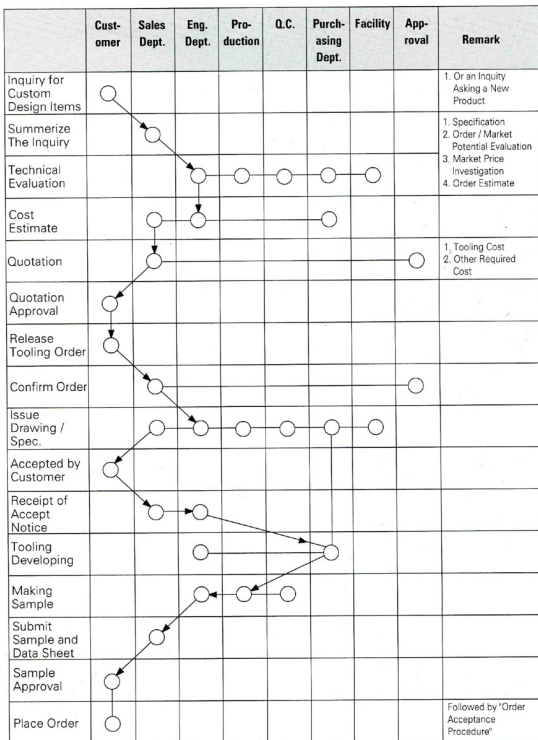 Cust-
omer
Sales
Dept.
Eng.
Dept.
Pro-
duction
Q.C.
Purch-
asing
Dept.
Facility
App-
roval
Remark
Inquiry for
Custom
Design Items
1. Or an Inquity
Asking a New
Product
Summerize
The Inquiry
1. Specification
2. Order / Market
Potential Evaluation
3. Market Price
Investigation
4. Order Estimate
Technical
Evaluation
Cost
Estimate
Quotation
1. Tooling Cost
2. Other Required
Cost
Quotation
Approval
Release
Tooling Order
Confirm Order
Issue
Drawing /
Spec.
Accepted by
Customer
Receipt of
Accept
Notice
Tooling
Developing
Making
Sample
Submit
Sample and
Data Sheet
Sample
Approval
Place Order
Followed by "Order
Acceptance
Procedure"